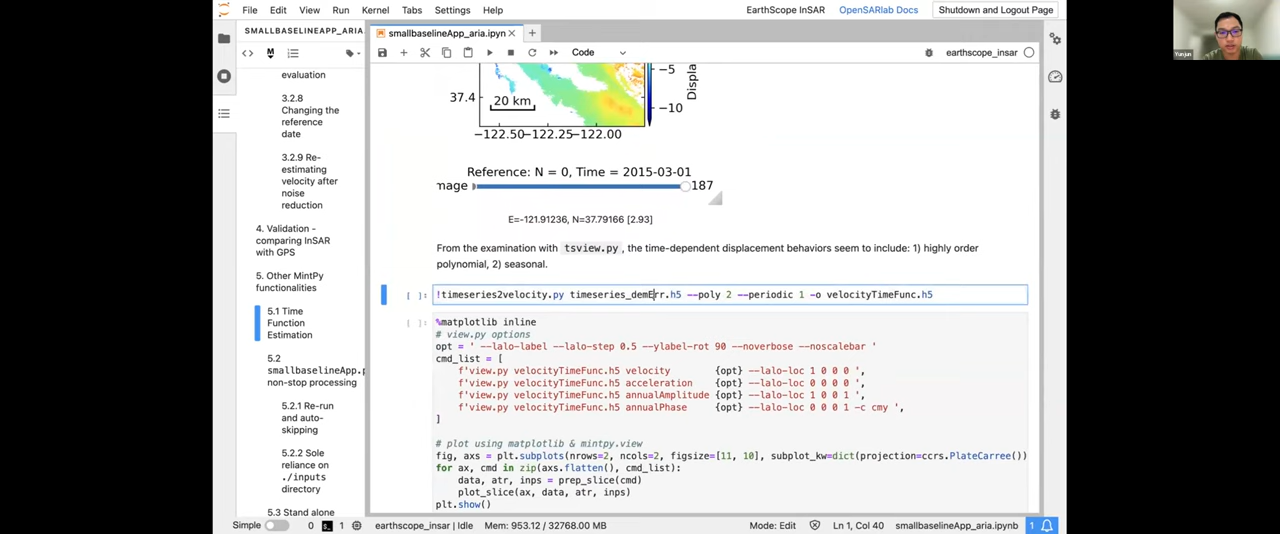 File Edit View Run Kernel Tabs Settings Help
EarthScope InSAR OpenSARlab Docs Shutdown and Logout Page
SMALLBASELINEAPP_ARIA.
evaluation
3.2.8
Changing the
reference
date
3.2.9 Re-
estimating
velocity after
noise
reduction
4. Validation -
comparing InSAR
with GPS
5. Other MintPy
functionalities
5.1 Time
Function
Estimation
5.2
smallbaselineApp.p
non-stop processing
5.2.1 Re-run
and auto-
skipping
5.2.2 Sole
reliance on
./inputs
directory
5.3 Stand alone
smallbaselineApp_aria.ipyn
Code
earthscope_insar
37.4
20 km
−5
−10
Displa
−122.50 −122.25 −122.00
Reference: N = 0, Time = 2015-03-01
mage 187
E=-121.91236, N=37.79166 [2.93]
From the examination with tsview.py, the time-dependent displacement behaviors seem to include: 1) highly order
polynomial, 2) seasonal.
[ ]: !timeseries2velocity.py timeseries_demErr.h5 --poly 2 --periodic 1 -o velocityTimeFunc.h5
[ ]: %matplotlib inline
# view.py options
opt = ' --lalo-label --lalo-step 0.5 --ylabel-rot 90 --noverbose --noscalebar '
cmd_list = [
f'view.py velocityTimeFunc.h5 velocity {opt} --lalo-loc 1 0 0 0 ',
f'view.py velocityTimeFunc.h5 acceleration {opt} --lalo-loc 0 0 0 0 ',
f'view.py velocityTimeFunc.h5 annualAmplitude {opt} --lalo-loc 1 0 0 1 ',
f'view.py velocityTimeFunc.h5 annualPhase {opt} --lalo-loc 0 0 0 1 -c cmy ',
]
# plot using matplotlib & mintpy.view
fig, axs = plt.subplots(nrows=2, ncols=2, figsize=[11, 10], subplot_kw=dict(projection=ccrs.PlateCarree())
for ax, cmd in zip(axs.flatten(), cmd_list):
data, atr, inps = prep_slice(cmd)
plot_slice(ax, data, atr, inps)
plt.show()
Simple 0 1 earthscope_insar | Idle Mem: 953.12 / 32768.00 MB
Mode: Edit Ln 1, Col 40 smallbaselineApp_aria.ipynb 1
Yunjun